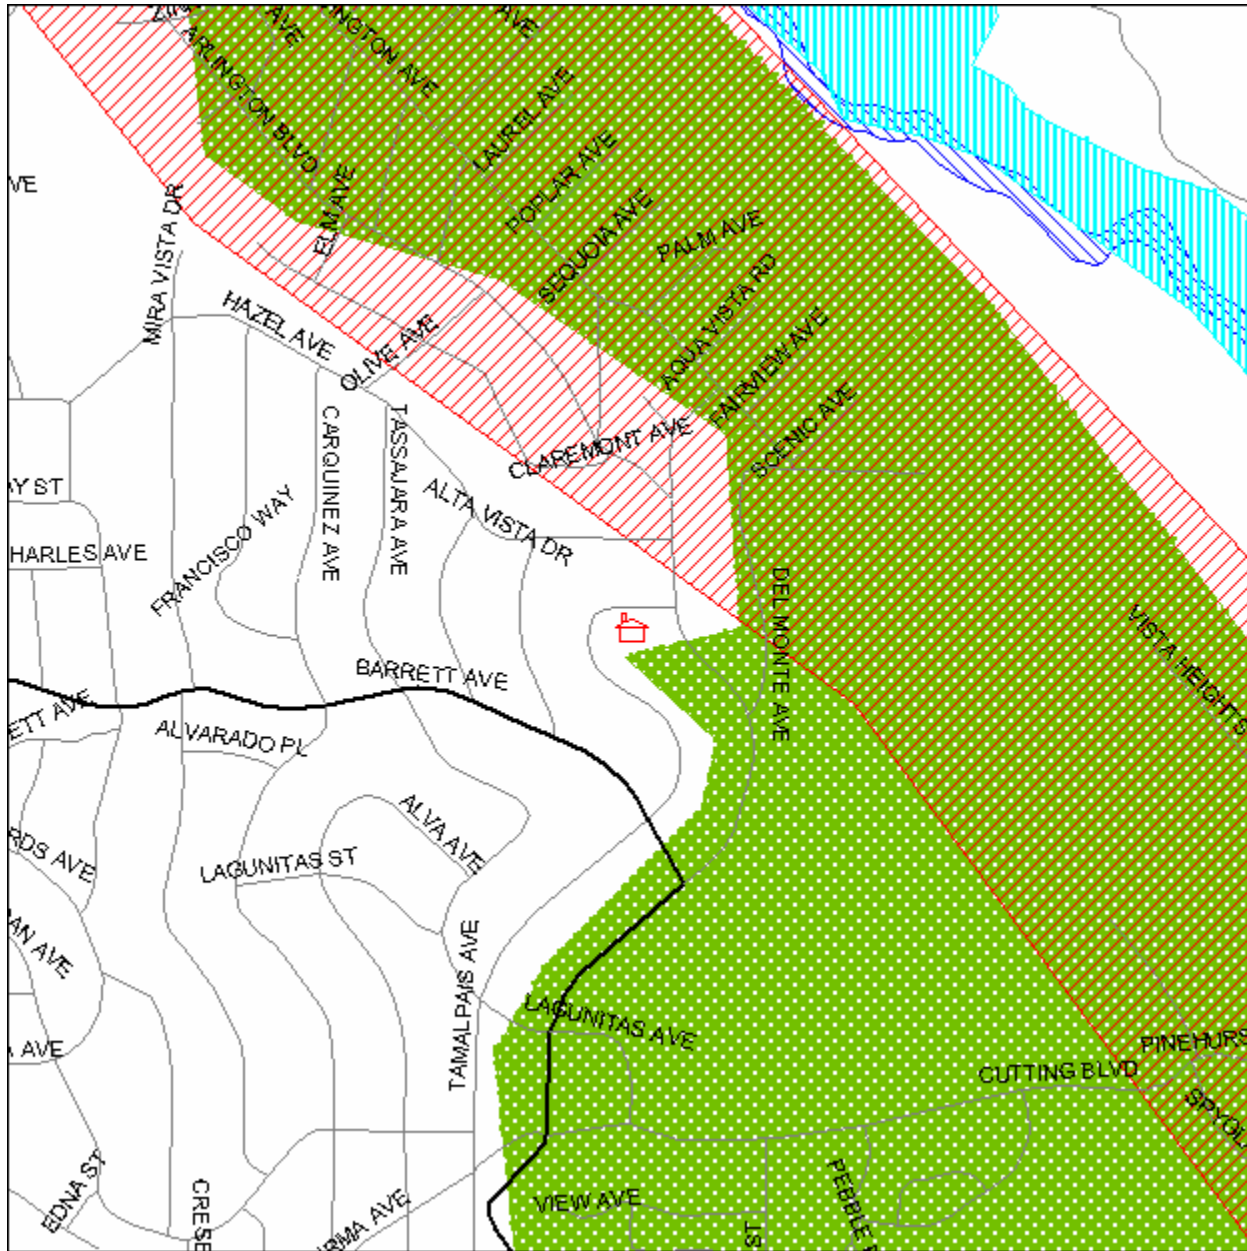 AVE
ARLINGTON BLVD
NGTON AVE
AVE
LAUREL AVE
POPLAR AVE
ELM AVE
VE
MIRA VISTA DR
SEQUOIA AVE
PALM AVE
AQUA VISTA RD
HAZEL AVE
OLIVE AVE
FAIRVIEW AVE
SCENIC AVE
CLAREMONT AVE
CARQUINEZ AVE
TASSAJARA AVE
ALTA VISTA DR
AY ST
FRANCISCO WAY
HARLES AVE
DEL MONTE AVE
VISTA HEIGHTS
BARRETT AVE
ETT AVE
ALVARADO PL
ALVA AVE
RDS AVE
LAGUNITAS ST
AN AVE
TAMALPAIS AVE
LAGUNITAS AVE
A AVE
PINEHURS
CUTTING BLVD
SPYGL
EDNA ST
CRESE
RMA AVE
VIEW AVE
ST
PEBBLE